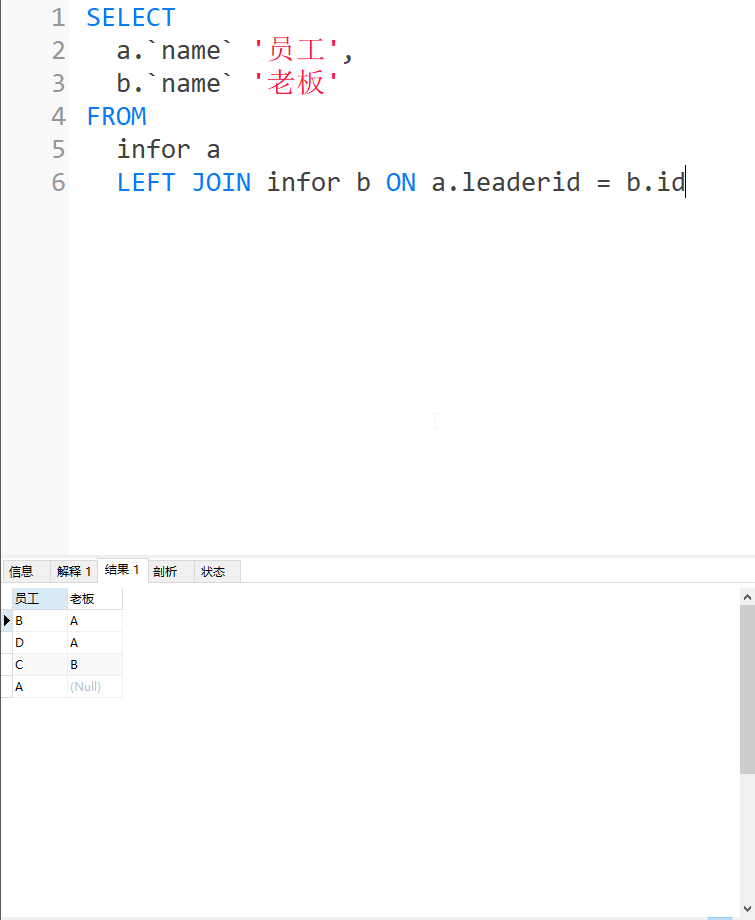 1 SELECT
2 a.`name` '员工',
3 b.`name` '老板'
4 FROM
5 infor a
6 LEFT JOIN infor b ON a.leaderid = b.id
信息 解释 1 结果 1 剖析 状态
员工 老板
B A
D A
C B
A (Null)